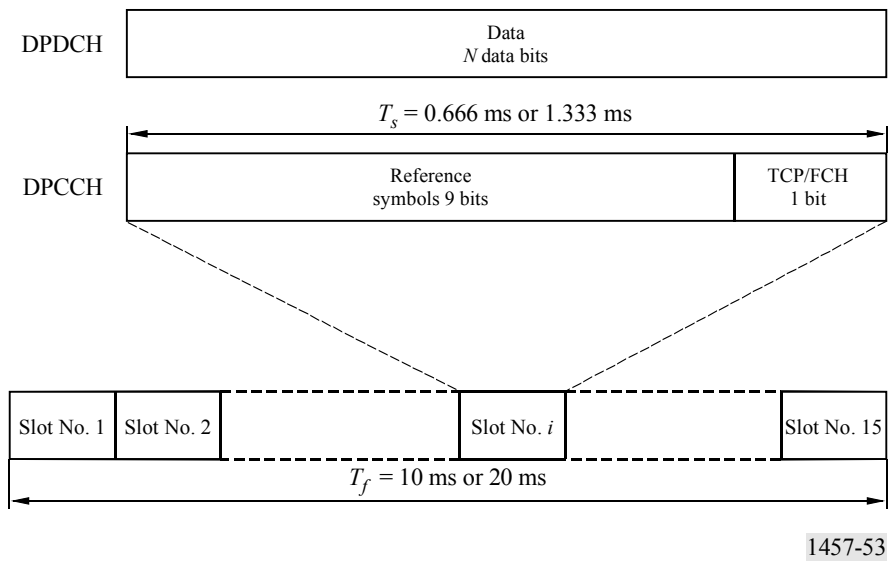 DPDCH
Data
N data bits
T_s = 0.666 ms or 1.333 ms
DPCCH
Reference
symbols 9 bits
TCP/FCH
1 bit
Slot No. 1
Slot No. 2
Slot No. i
Slot No. 15
T_f = 10 ms or 20 ms
1457-53